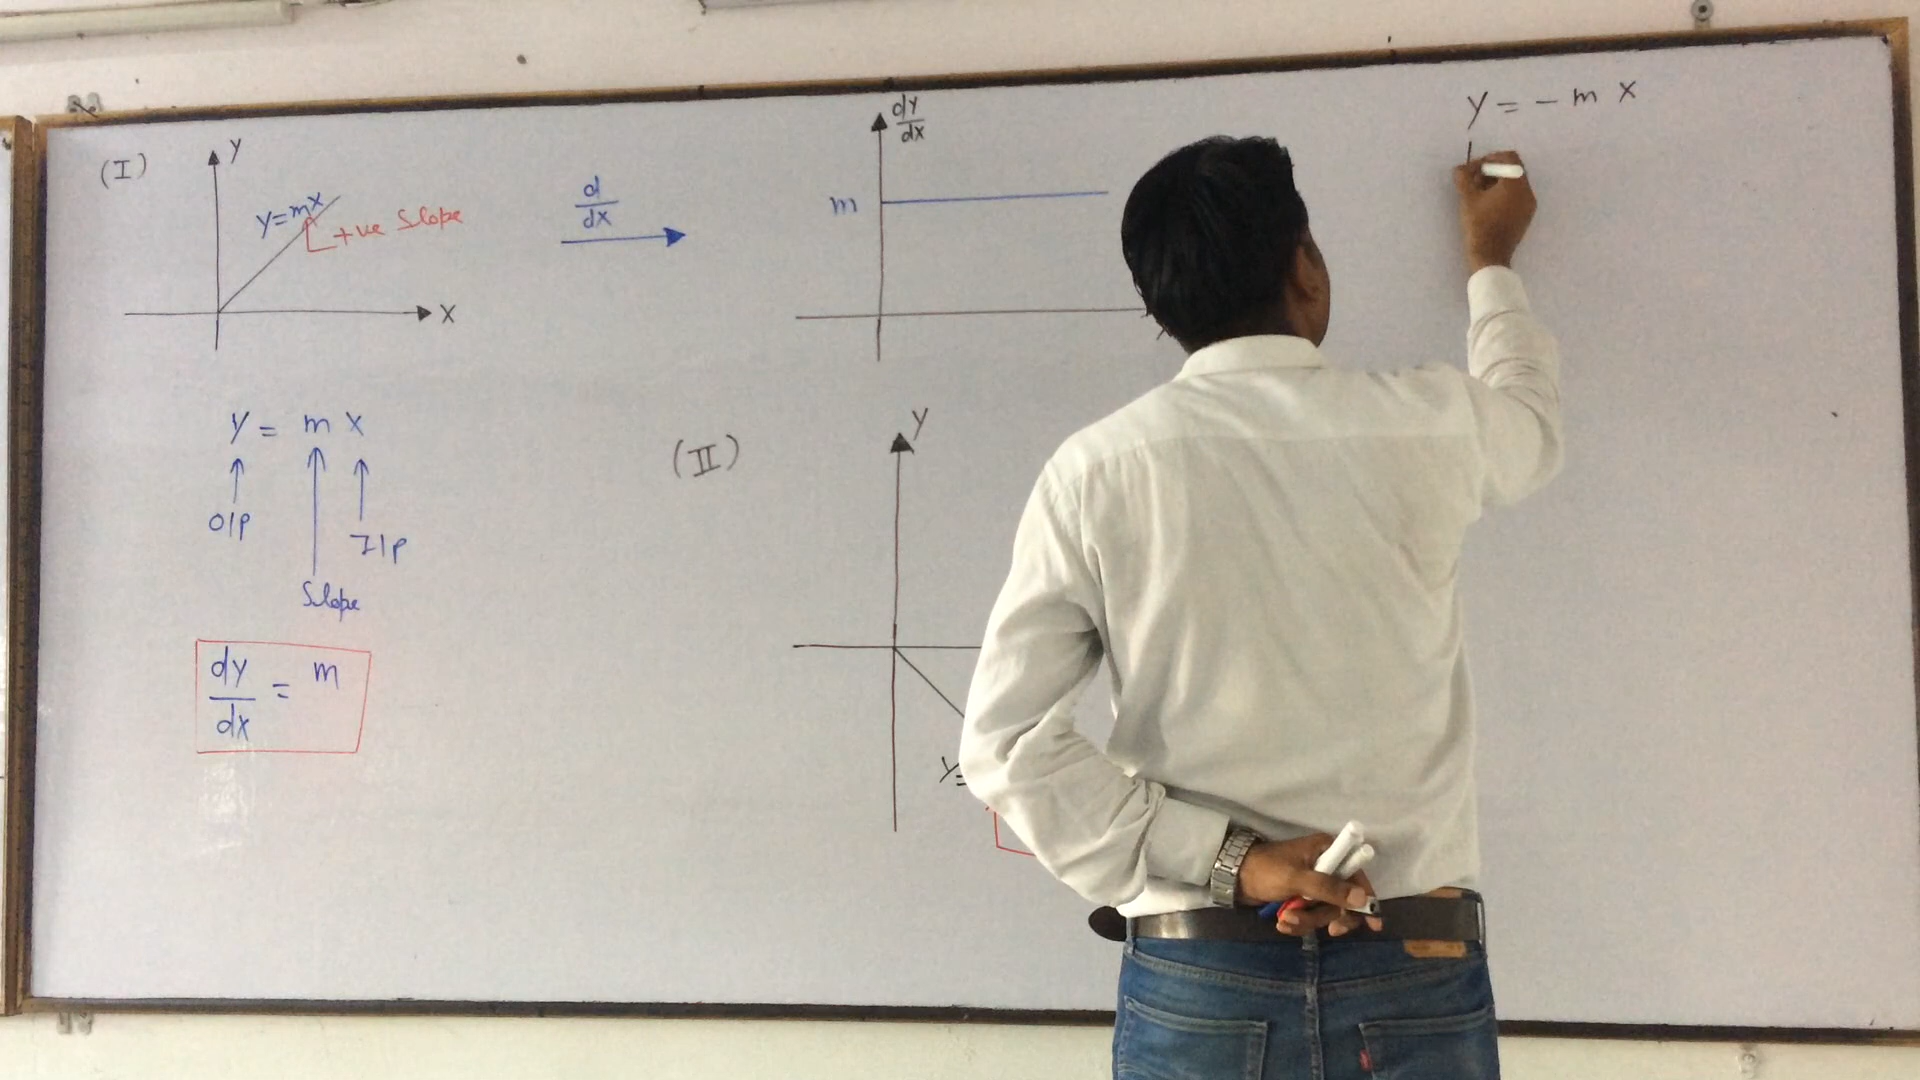 (I)
Y
Y=mx
+ve Slope
X
d
dx
dy
dx
m
Y = m X
O/P
I/P
Slope
dy
dx
= m
(II)
Y
Y=
Y = - m X